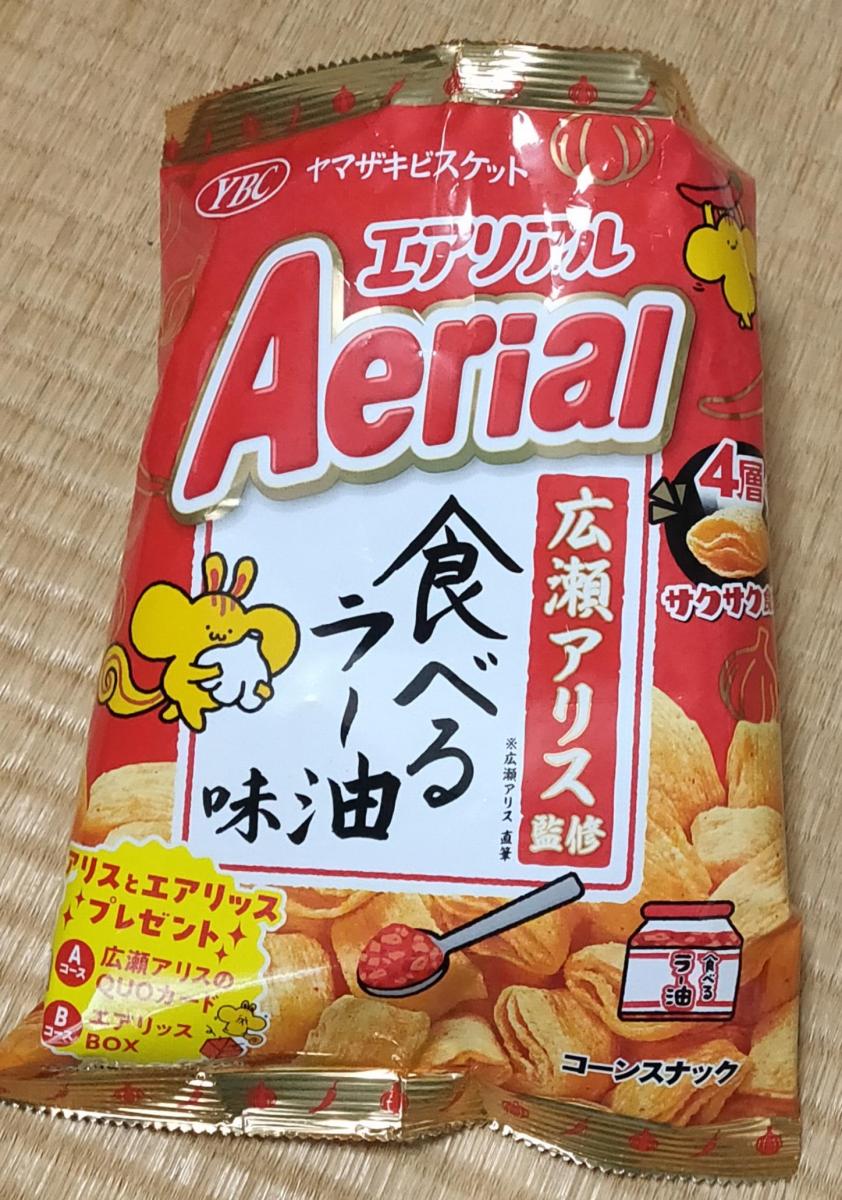 YBC
ヤマザキビスケット
エアリアル
Aerial
4層
サクサク
広瀬アリス監修
食べる
ラー油
味
※広瀬アリス 直筆
アリスとエアリッス
プレゼント
Aコース
広瀬アリスの
QUOカード
Bコース
エアリッス
BOX
食べる
ラー油
コーンスナック